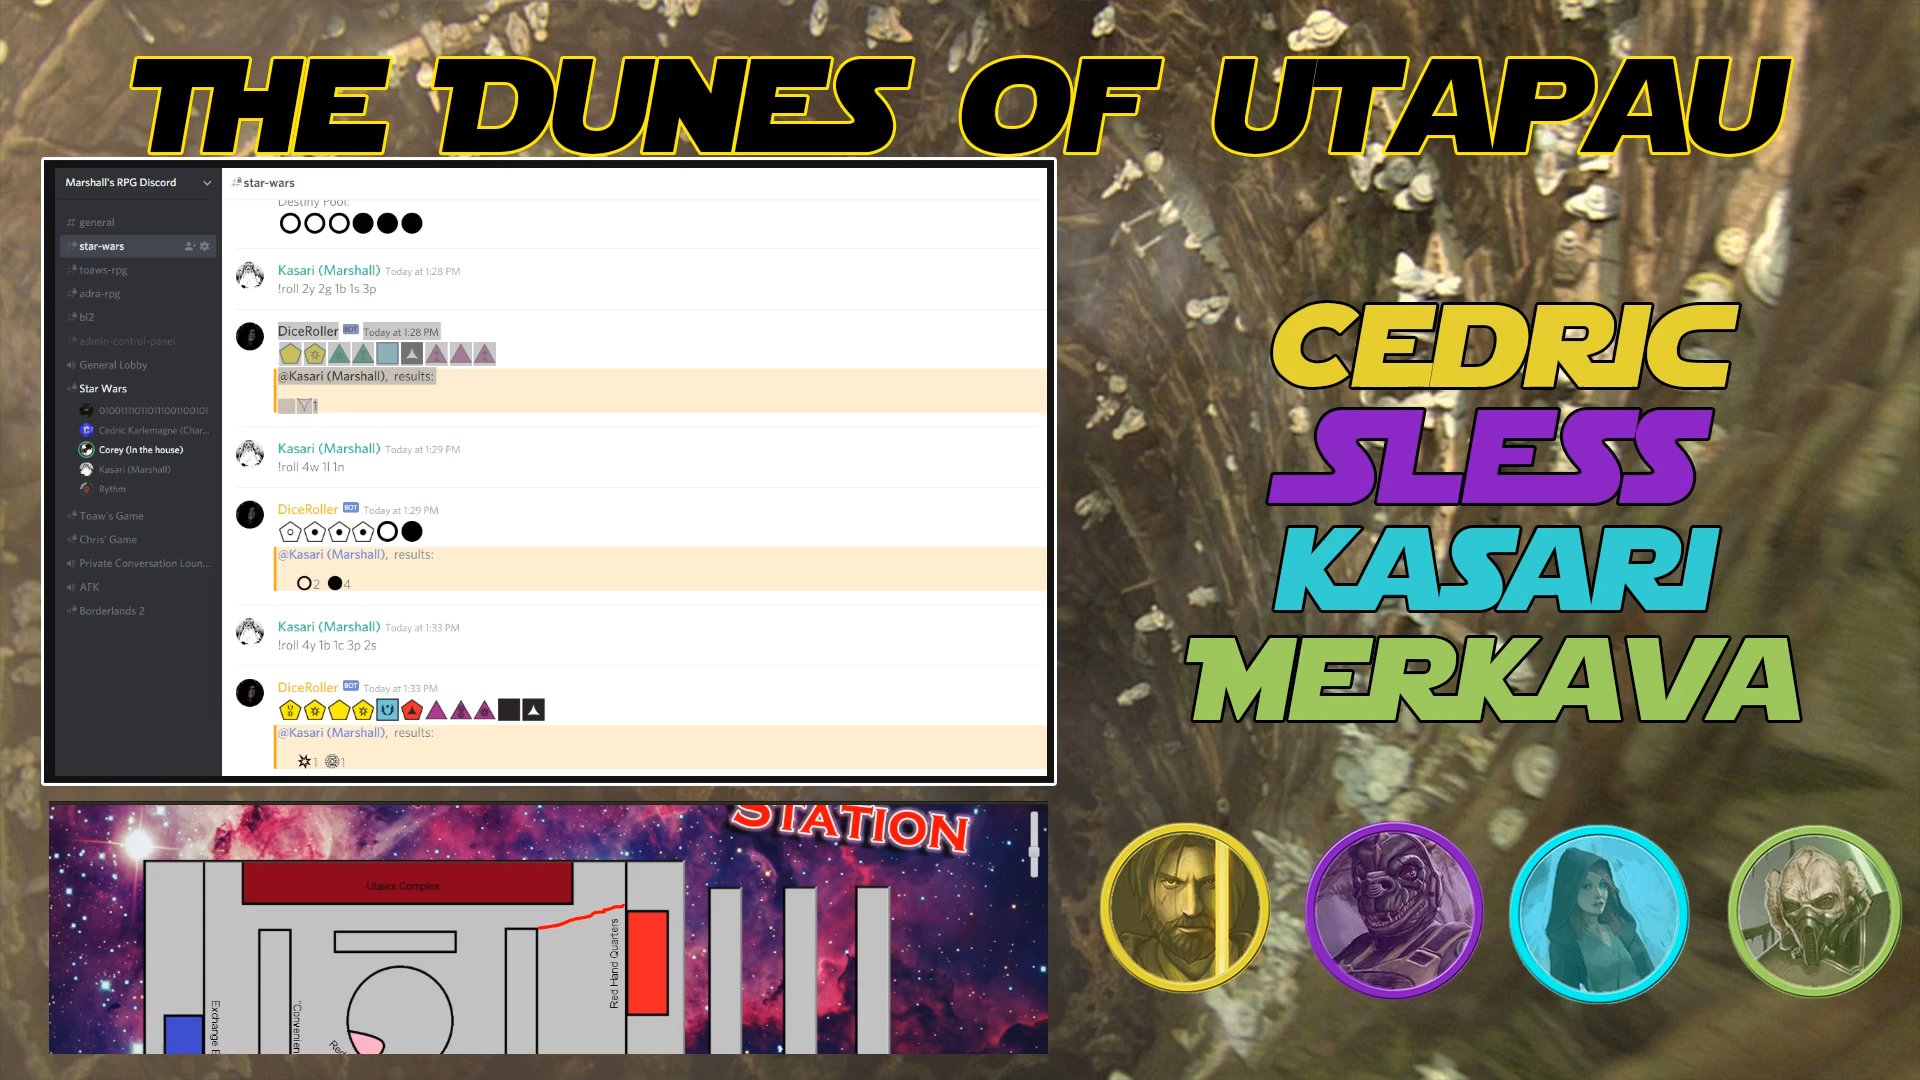 THE DUNES OF UTAPAU
Marshall's RPG Discord
# general
star-wars
toaws-rpg
adra-rpg
bl2
admin-control-panel
General Lobby
Star Wars
Cedric Karlemagne (Char...
Corey (In the house)
Kasari (Marshall)
Rythm
Toaw's Game
Chris' Game
Private Conversation Loun...
AFK
Borderlands 2
#star-wars
Destiny Pool:
Kasari (Marshall) Today at 1:28 PM
!roll 2y 2g 1b 1s 3p
DiceRoller BOT Today at 1:28 PM
@Kasari (Marshall), results:
1
Kasari (Marshall) Today at 1:29 PM
!roll 4w 1l 1n
DiceRoller BOT Today at 1:29 PM
@Kasari (Marshall), results:
2 4
Kasari (Marshall) Today at 1:33 PM
!roll 4y 1b 1c 3p 2s
DiceRoller BOT Today at 1:33 PM
@Kasari (Marshall), results:
1 1
CEDRIC
SLESS
KASARI
MERKAVA
STATION
Utalex Complex
Red Hand Quarters
Exchange
"Convenien
Red